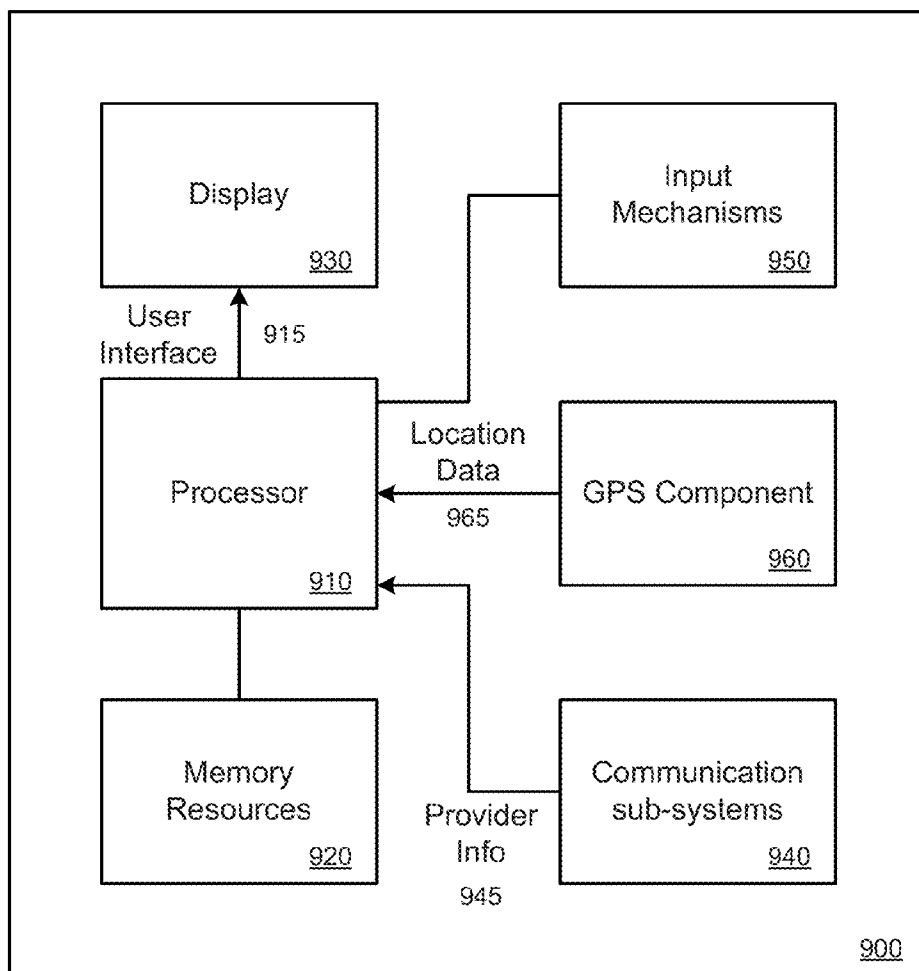 Display
930
Input
Mechanisms
950
User
Interface
915
Processor
910
Location
Data
965
GPS Component
960
Memory
Resources
920
Provider
Info
945
Communication
sub-systems
940
900